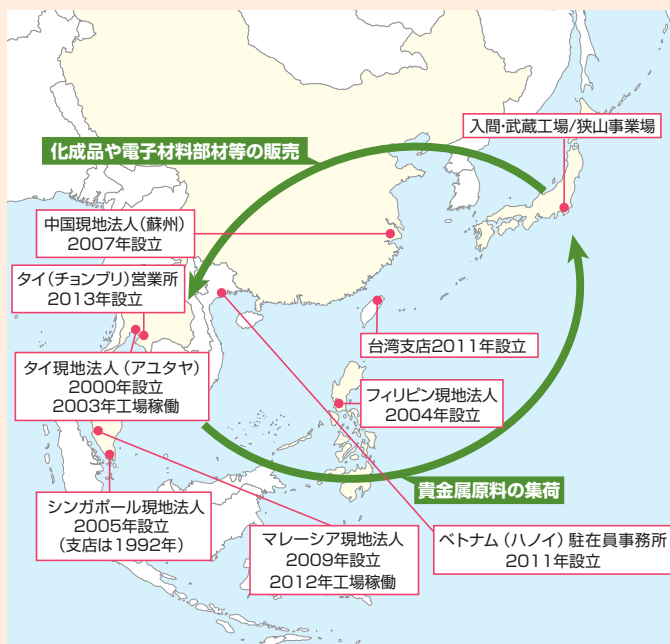 入間・武蔵工場/狭山事業場
化成品や電子材料部材等の販売
中国現地法人(蘇州)
2007年設立
タイ(チョンブリ)営業所
2013年設立
台湾支店2011年設立
タイ現地法人(アユタヤ)
2000年設立
2003年工場稼働
フィリピン現地法人
2004年設立
貴金属原料の集荷
シンガポール現地法人
2005年設立
(支店は1992年)
マレーシア現地法人
2009年設立
2012年工場稼働
ベトナム(ハノイ)駐在員事務所
2011年設立